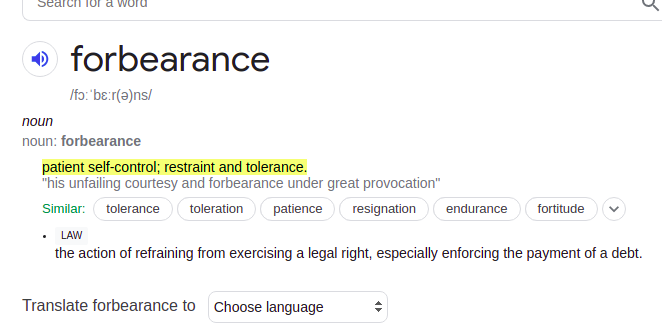 Search for a word
forbearance
/fɔːˈbɛːr(ə)ns/
noun
noun: forbearance
patient self-control; restraint and tolerance.
"his unfailing courtesy and forbearance under great provocation"
Similar: tolerance toleration patience resignation endurance fortitude
• LAW
the action of refraining from exercising a legal right, especially enforcing the payment of a debt.
Translate forbearance to Choose language